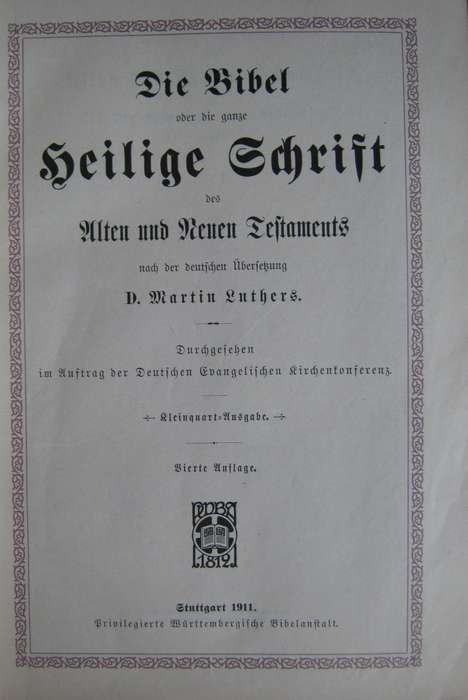 Die Bibel
oder die ganze
Heilige Schrift
des
Alten und Neuen Testaments
nach der deutschen Übersetzung
D. Martin Luthers.
Durchgesehen
im Auftrag der Deutschen Evangelischen Kirchenkonferenz.
Kleinquart-Ausgabe.
Vierte Auflage.
PWBA
1812
Stuttgart 1911.
Privilegierte Württembergische Bibelanstalt.